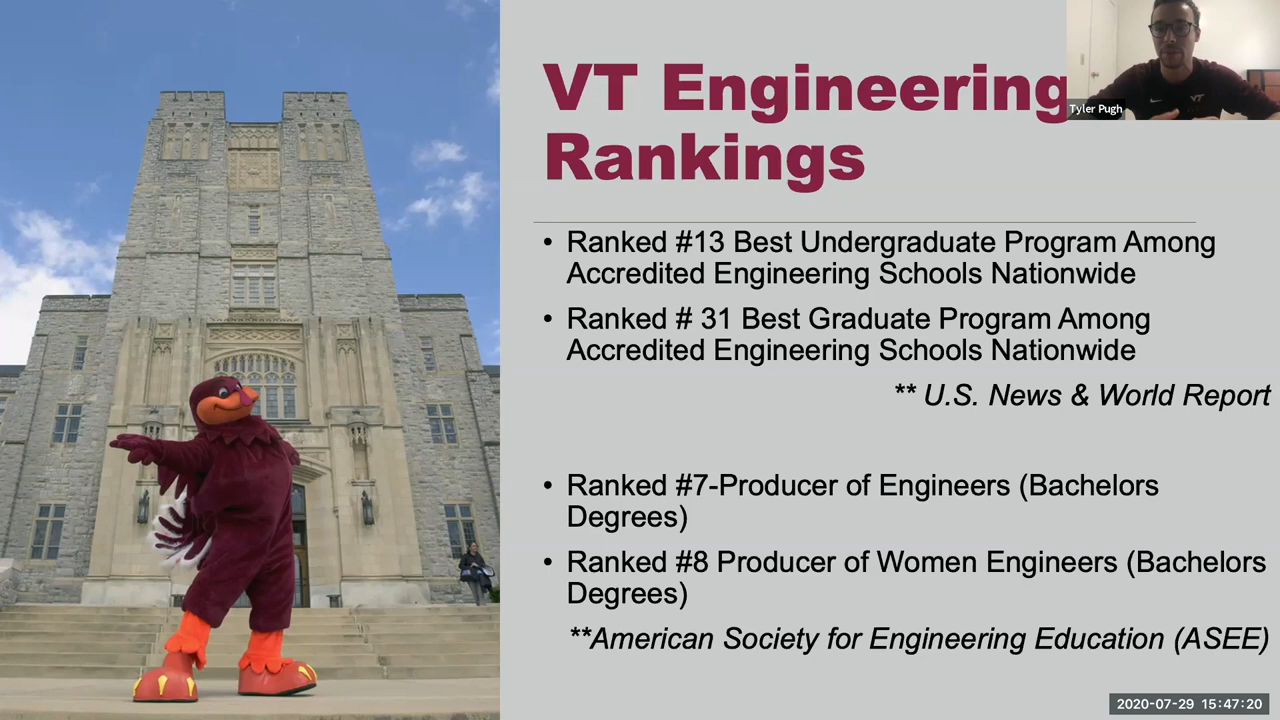 VT Engineering
Rankings
Tyler Pugh
VT
• Ranked #13 Best Undergraduate Program Among
Accredited Engineering Schools Nationwide
• Ranked # 31 Best Graduate Program Among
Accredited Engineering Schools Nationwide
** U.S. News & World Report
• Ranked #7-Producer of Engineers (Bachelors
Degrees)
• Ranked #8 Producer of Women Engineers (Bachelors
Degrees)
**American Society for Engineering Education (ASEE)
2020-07-29 15:47:20